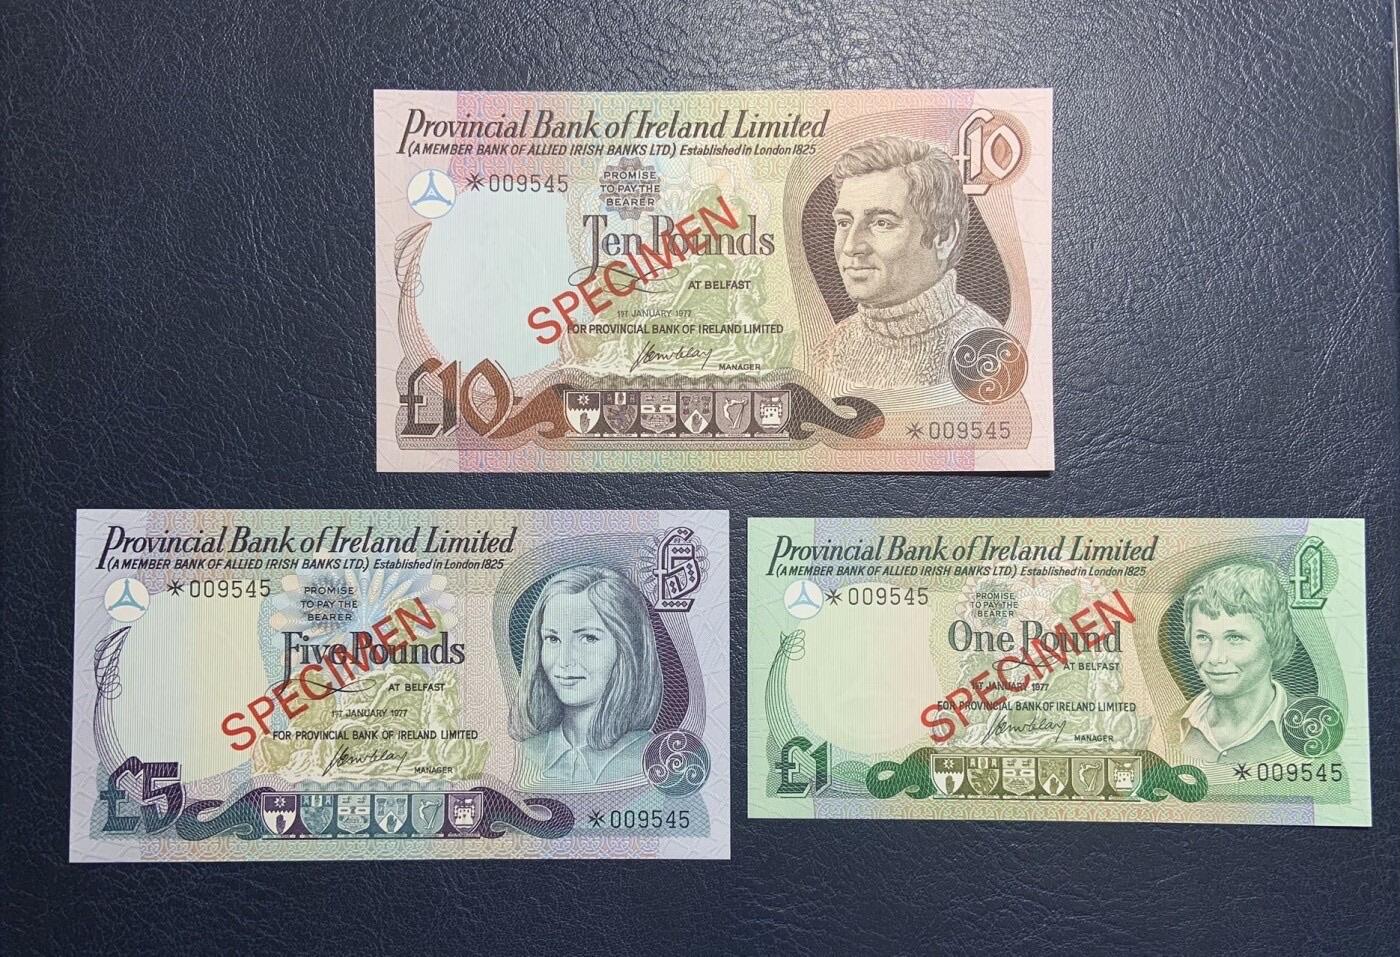 Provincial Bank of Ireland Limited
(A MEMBER BANK OF ALLIED IRISH BANKS LTD.) Established in London 1825
£10
*009545
PROMISE
TO PAY THE
BEARER
Ten Pounds
SPECIMEN
AT BELFAST
1ST JANUARY 1977
FOR PROVINCIAL BANK OF IRELAND LIMITED
MANAGER
£10
*009545
Provincial Bank of Ireland Limited
(A MEMBER BANK OF ALLIED IRISH BANKS LTD.) Established in London 1825
£5
*009545
PROMISE
TO PAY THE
BEARER
Five Pounds
SPECIMEN
AT BELFAST
1ST JANUARY 1977
FOR PROVINCIAL BANK OF IRELAND LIMITED
MANAGER
£5
*009545
Provincial Bank of Ireland Limited
(A MEMBER BANK OF ALLIED IRISH BANKS LTD.) Established in London 1825
£1
*009545
PROMISE
TO PAY THE
BEARER
One Pound
SPECIMEN
AT BELFAST
1ST JANUARY 1977
FOR PROVINCIAL BANK OF IRELAND LIMITED
MANAGER
£1
*009545